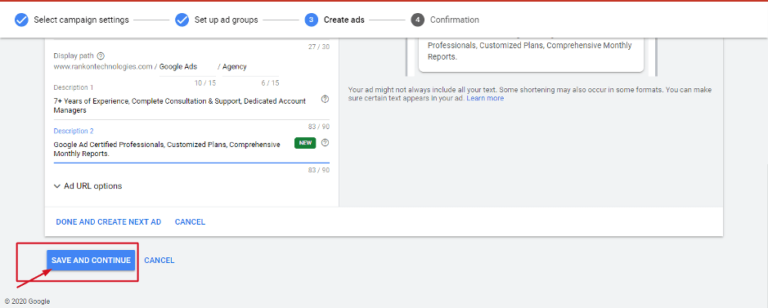 Select campaign settings
Set up ad groups
3 Create ads
4 Confirmation
27 / 30
Display path
www.rankontechnologies.com / Google Ads / Agency
10 / 15 6 / 15
Description 1
7+ Years of Experience, Complete Consultation & Support, Dedicated Account
Managers
83 / 90
Description 2
Google Ad Certified Professionals, Customized Plans, Comprehensive
Monthly Reports.
NEW
83 / 90
Ad URL options
DONE AND CREATE NEXT AD CANCEL
SAVE AND CONTINUE CANCEL
© 2020 Google
Professionals, Customized Plans, Comprehensive Monthly
Reports.
Your ad might not always include all your text. Some shortening may also occur in some formats. You can make
sure certain text appears in your ad. Learn more